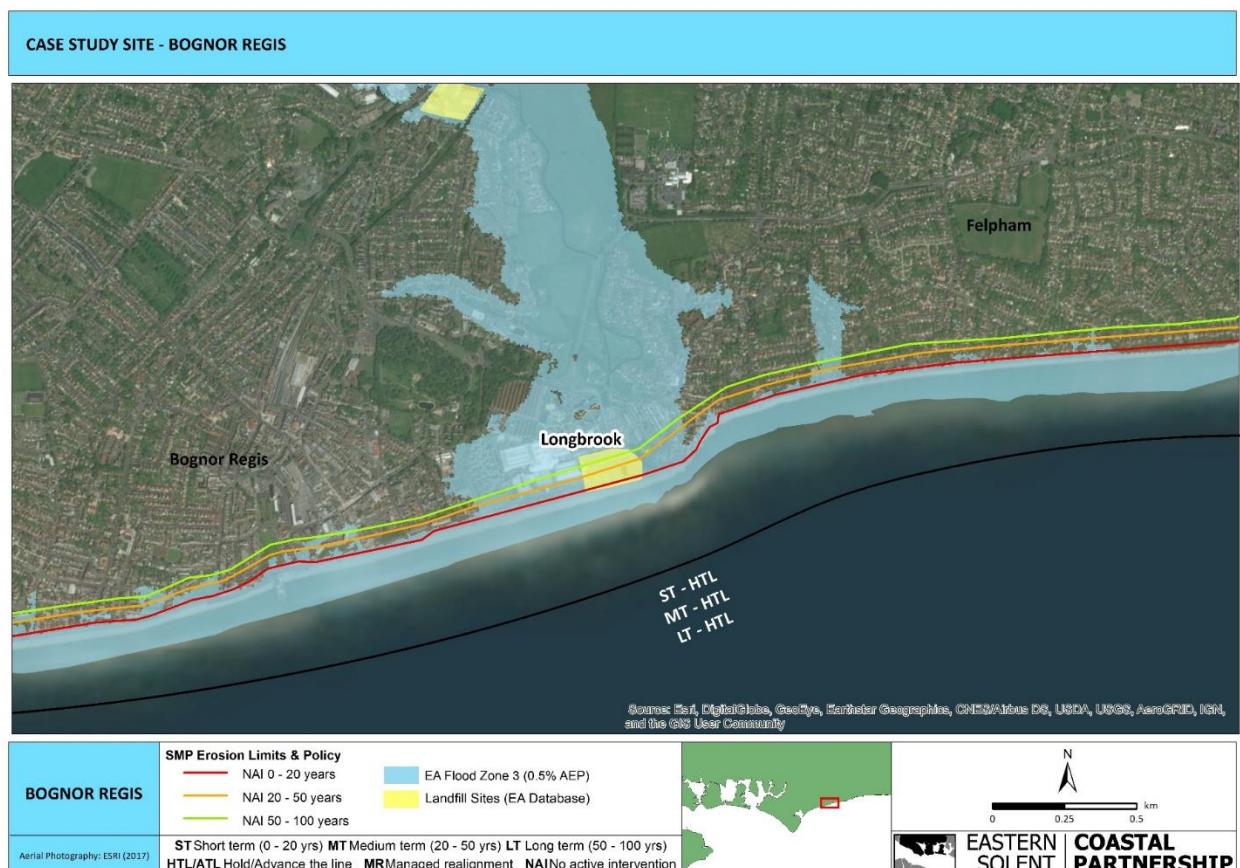 CASE STUDY SITE - BOGNOR REGIS
Felpham
Longbrook
Bognor Regis
ST - HTL
MT - HTL
LT - HTL
Source: Esri, DigitalGlobe, GeoEye, Earthstar Geographics, CNES/Airbus DS, USDA, USGS, AeroGRID, IGN,
and the GIS User Community
BOGNOR REGIS
Aerial Photography: ESRI (2017)
SMP Erosion Limits & Policy
NAI 0 - 20 years
NAI 20 - 50 years
NAI 50 - 100 years
EA Flood Zone 3 (0.5% AEP)
Landfill Sites (EA Database)
ST Short term (0 - 20 yrs) MT Medium term (20 - 50 yrs) LT Long term (50 - 100 yrs)
HTL/ATL Hold/Advance the line MR Managed realignment NAI No active intervention
N
km
0 0.25 0.5
EASTERN
SOLENT
COASTAL
PARTNERSHIP